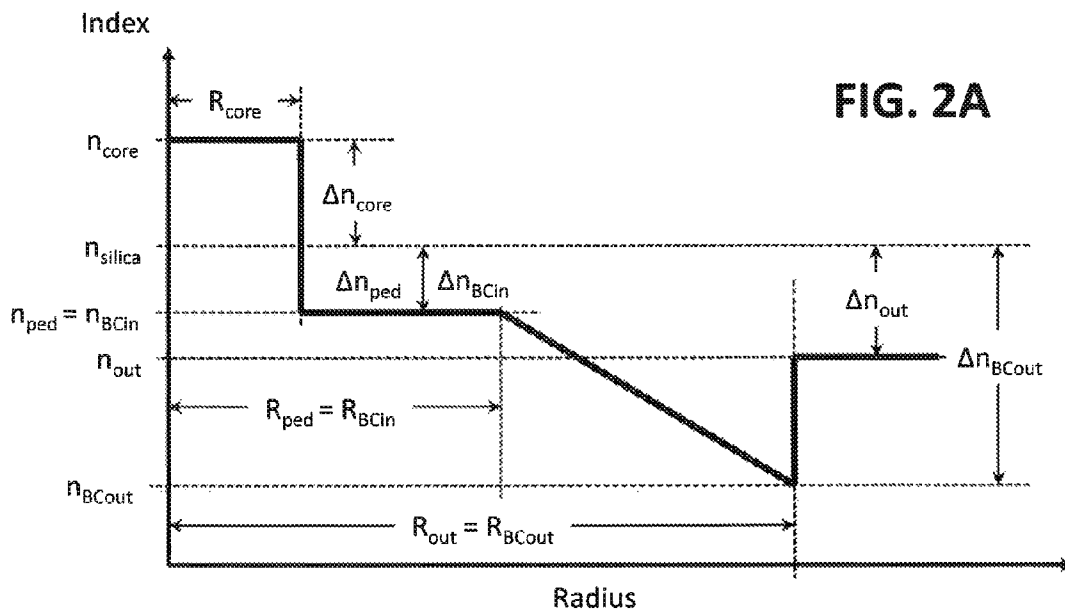 Index
FIG. 2A
R_core
n_core
Δn_core
n_silica
Δn_ped Δn_BCin
Δn_out
n_ped = n_BCin
n_out
Δn_BCout
R_ped = R_BCin
n_BCout
R_out = R_BCout
Radius